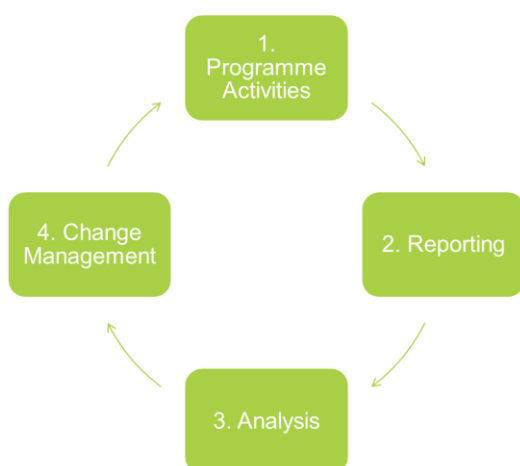 1.
Programme
Activities
2. Reporting
3. Analysis
4. Change
Management